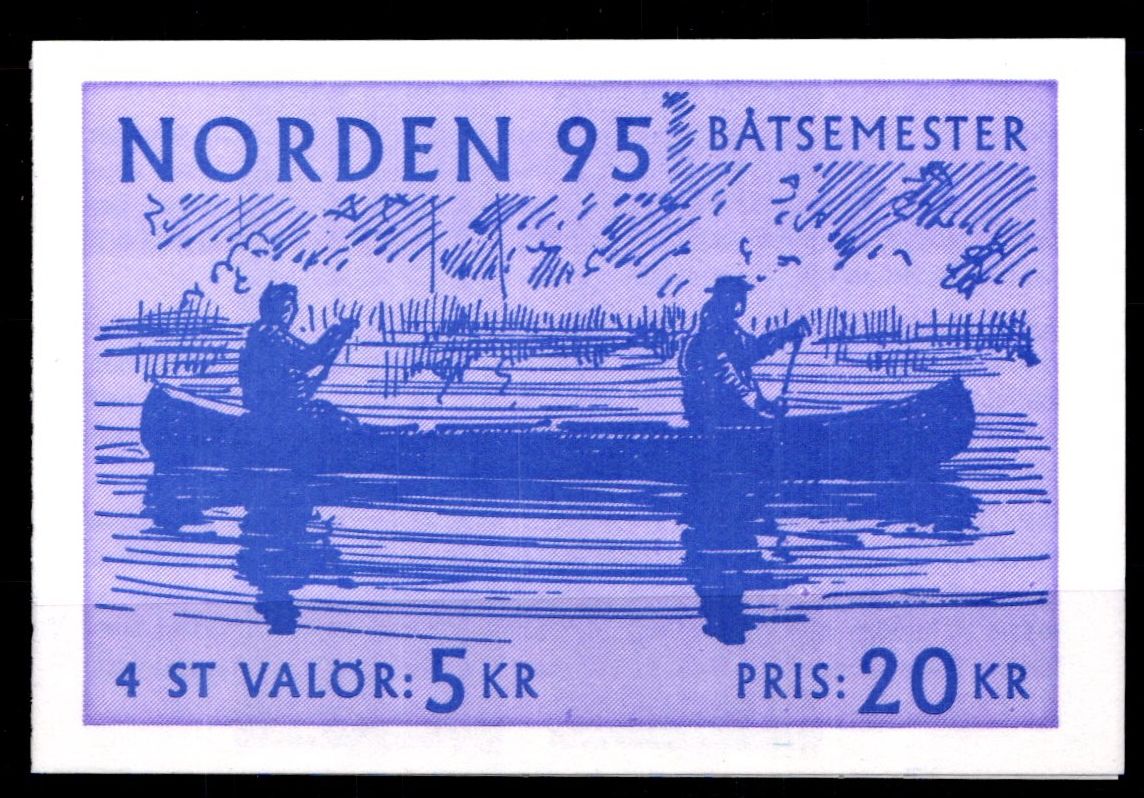 NORDEN 95 BÅTSEMESTER
4 ST VALÖR: 5 KR PRIS: 20 KR